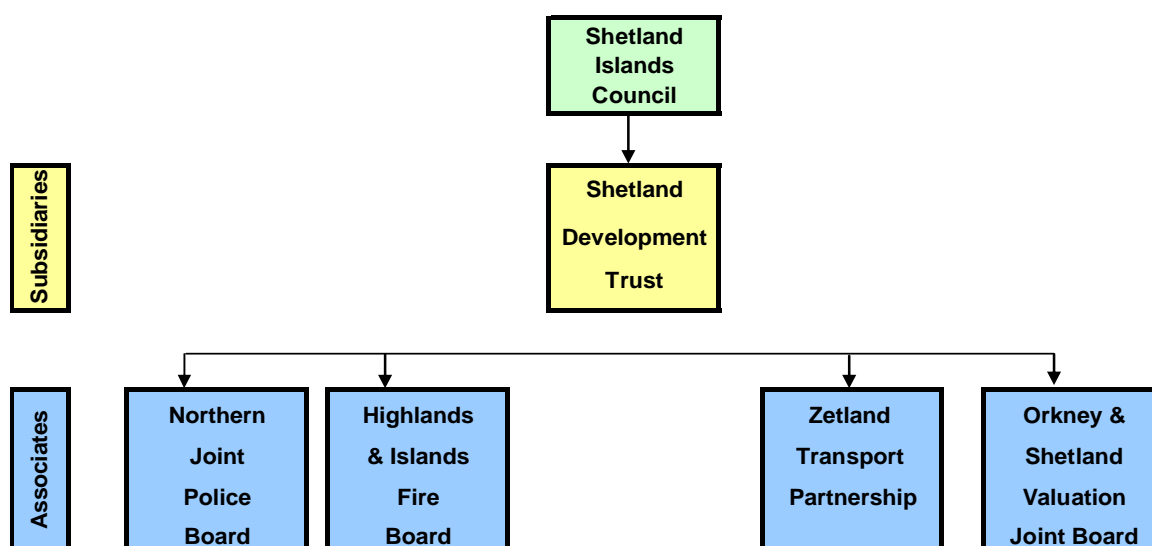 Shetland
Islands
Council
Subsidiaries
Shetland
Development
Trust
Associates
Northern
Joint
Police
Board
Highlands
& Islands
Fire
Board
Zetland
Transport
Partnership
Orkney &
Shetland
Valuation
Joint Board